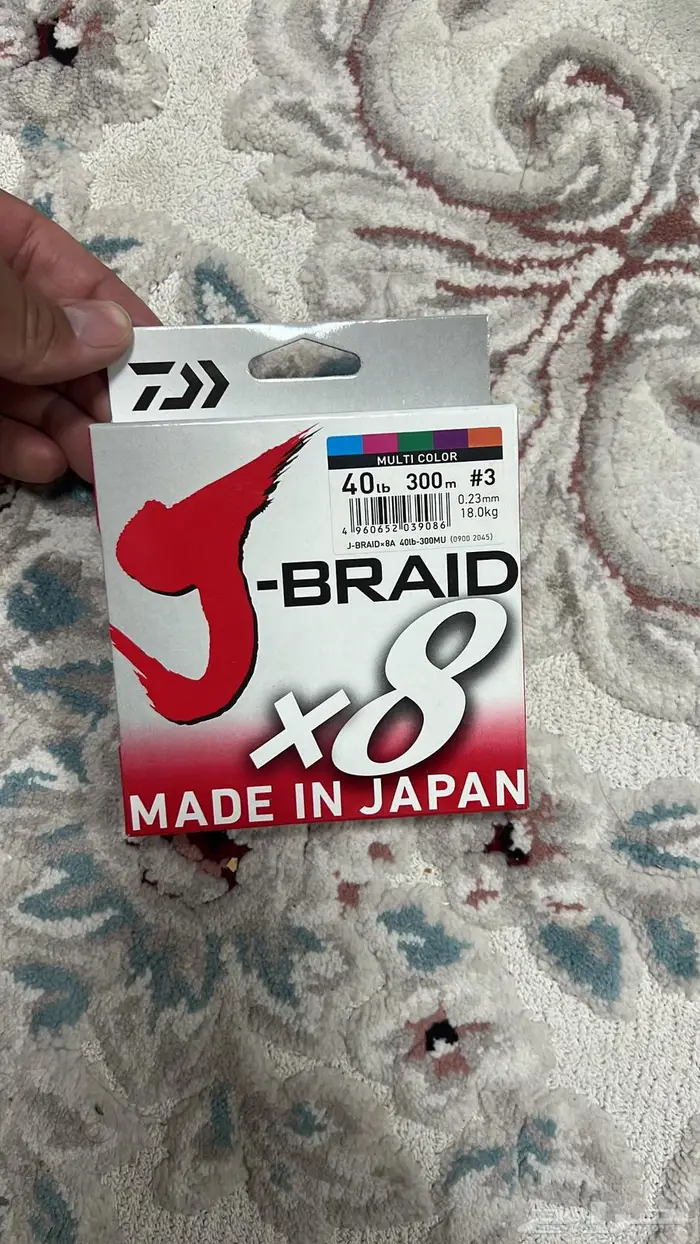 MULTI COLOR
40lb 300m #3
0.23mm
18.0kg
4 960652 039086
J-BRAID×8A 40lb-300MU (0900 2045)
J-BRAID
×8
MADE IN JAPAN